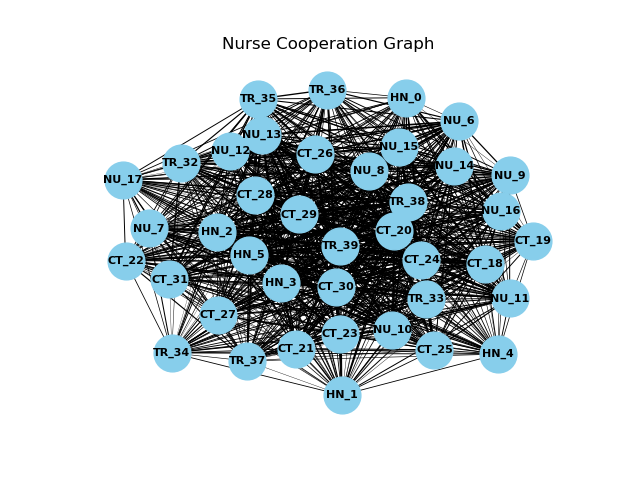 Nurse Cooperation Graph
TR_36
TR_35
HN_0
NU_6
NU_13
NU_15
NU_12
CT_26
TR_32
NU_14
NU_8
NU_9
NU_17
CT_28
TR_38
NU_16
CT_29
NU_7
HN_2
CT_20
CT_19
TR_39
HN_5
CT_22
CT_24
CT_18
CT_31
HN_3
CT_30
TR_33
NU_11
CT_27
NU_10
CT_23
CT_21
CT_25
TR_34
HN_4
TR_37
HN_1